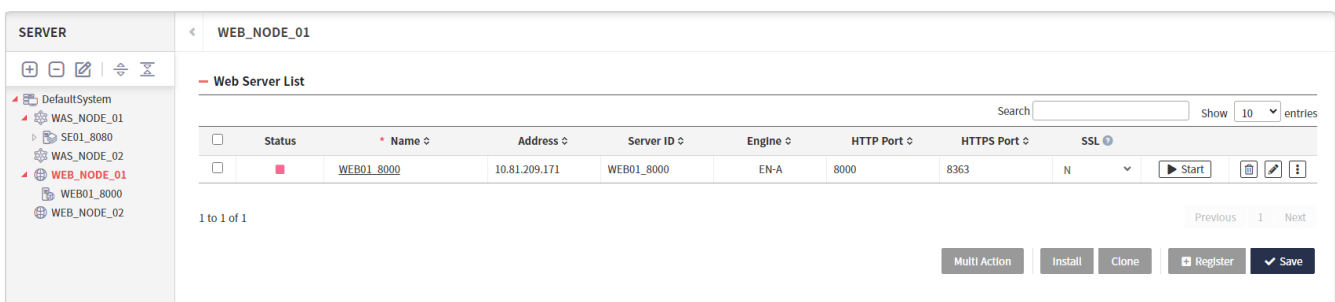 SERVER
WEB_NODE_01
DefaultSystem
WAS_NODE_01
SE01_8080
WAS_NODE_02
WEB_NODE_01
WEB01_8000
WEB_NODE_02
Web Server List
Search Show 10 entries
Status * Name Address Server ID Engine HTTP Port HTTPS Port SSL
WEB01_8000 10.81.209.171 WEB01_8000 EN-A 8000 8363 N Start
1 to 1 of 1
Previous 1 Next
Multi Action Install Clone Register Save